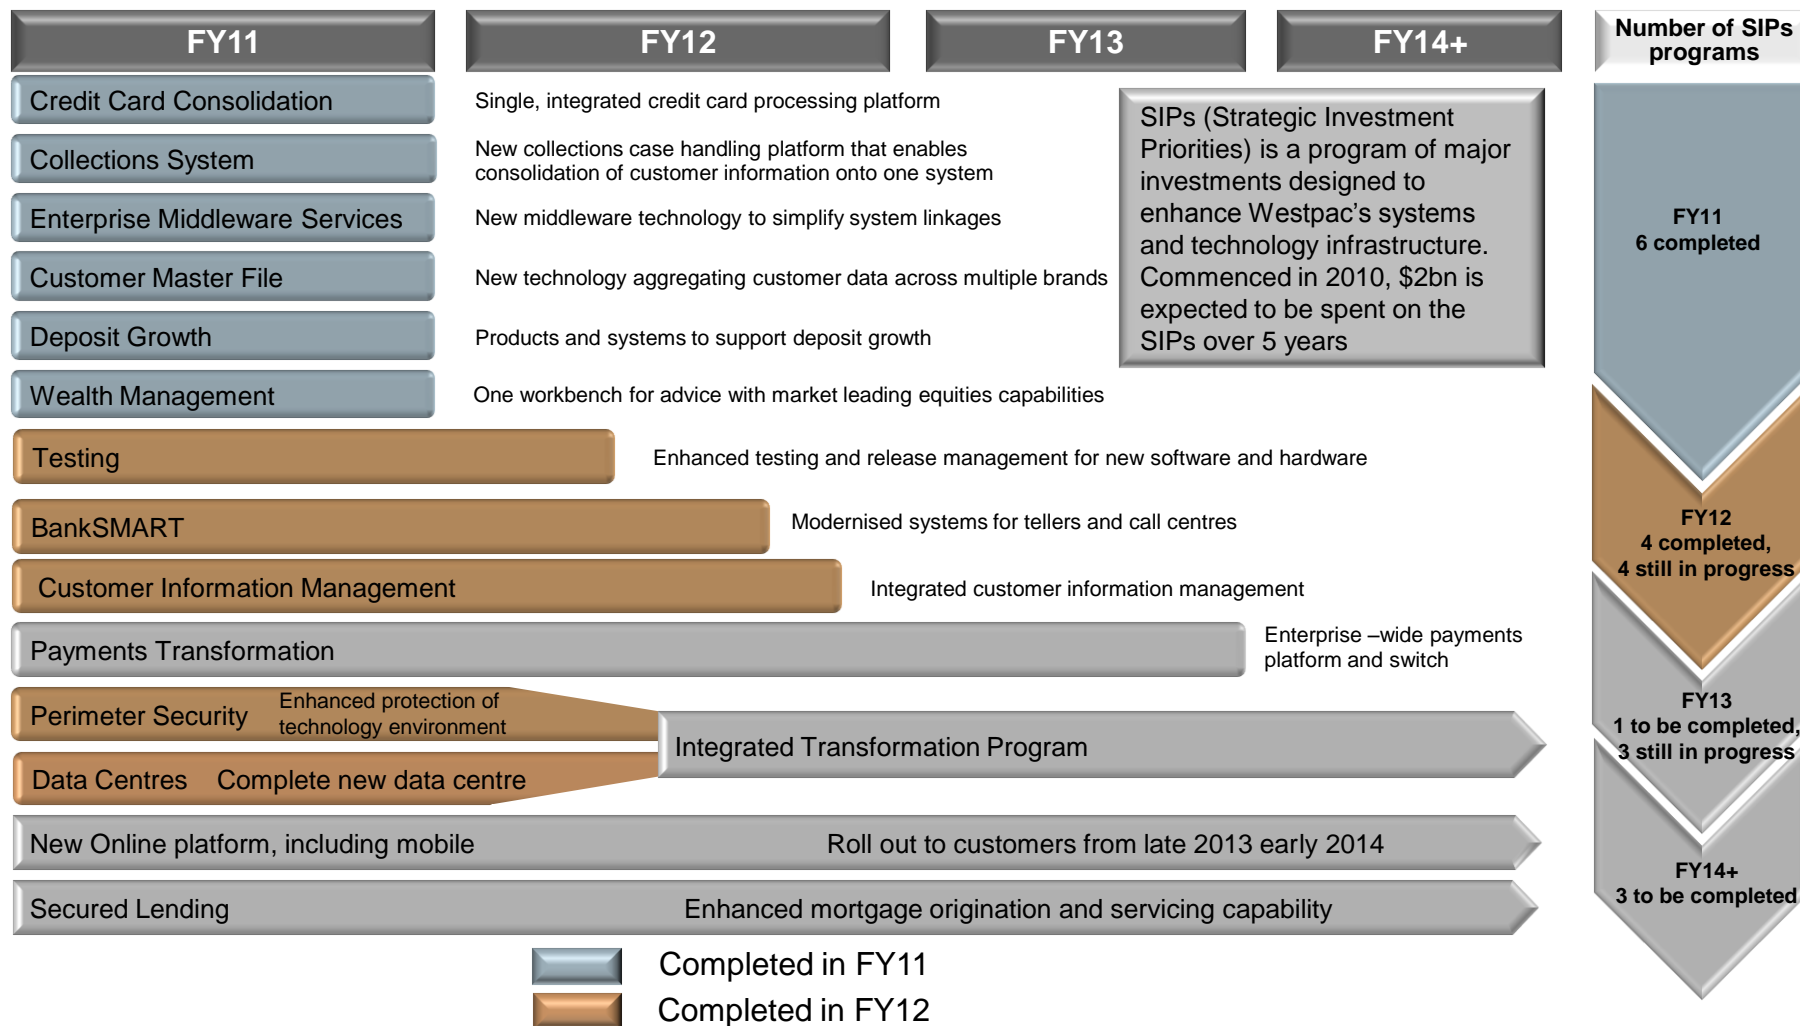 FY11
FY12
FY13
FY14+
Number of SIPs
programs
Credit Card Consolidation
Single, integrated credit card processing platform
Collections System
New collections case handling platform that enables
consolidation of customer information onto one system
Enterprise Middleware Services
New middleware technology to simplify system linkages
Customer Master File
New technology aggregating customer data across multiple brands
Deposit Growth
Products and systems to support deposit growth
Wealth Management
One workbench for advice with market leading equities capabilities
SIPs (Strategic Investment
Priorities) is a program of major
investments designed to
enhance Westpac's systems
and technology infrastructure.
Commenced in 2010, $2bn is
expected to be spent on the
SIPs over 5 years
Testing
Enhanced testing and release management for new software and hardware
BankSMART
Modernised systems for tellers and call centres
Customer Information Management
Integrated customer information management
Payments Transformation
Enterprise –wide payments
platform and switch
Perimeter Security
Enhanced protection of
technology environment
Data Centres
Complete new data centre
Integrated Transformation Program
New Online platform, including mobile
Roll out to customers from late 2013 early 2014
Secured Lending
Enhanced mortgage origination and servicing capability
FY11
6 completed
FY12
4 completed,
4 still in progress
FY13
1 to be completed,
3 still in progress
FY14+
3 to be completed
Completed in FY11
Completed in FY12